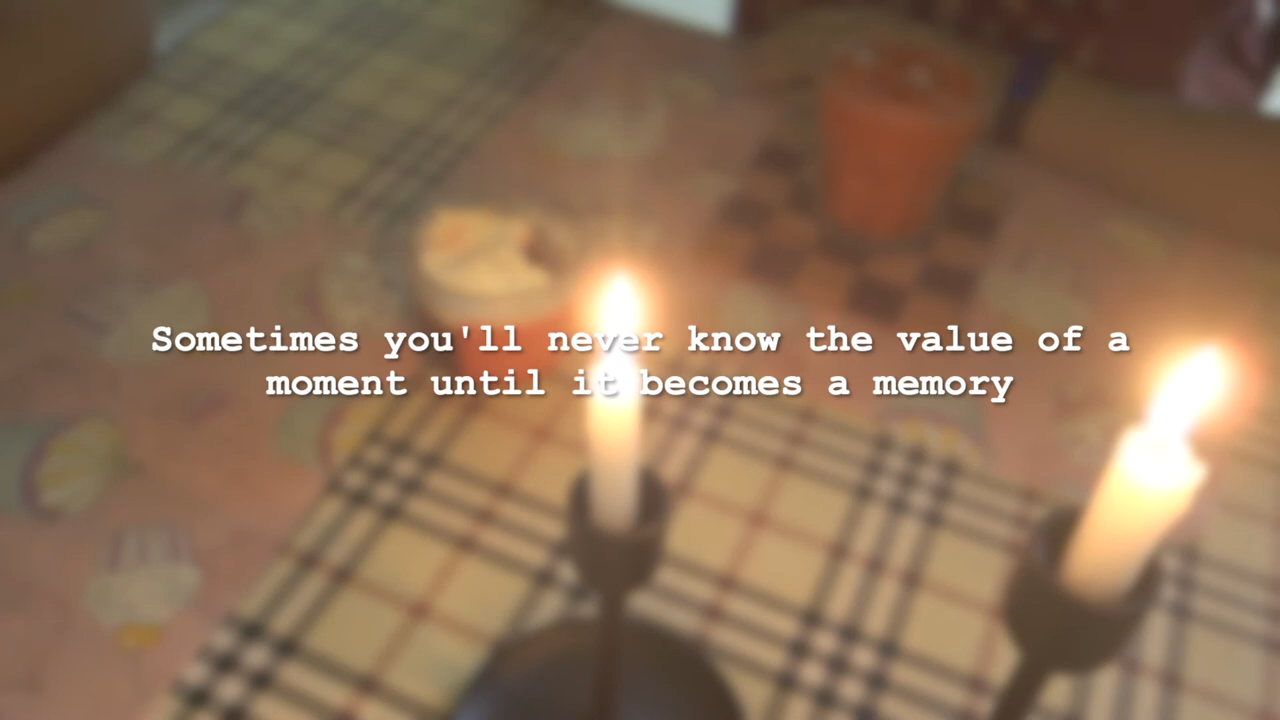 Sometimes you'll never know the value of a
moment until it becomes a memory